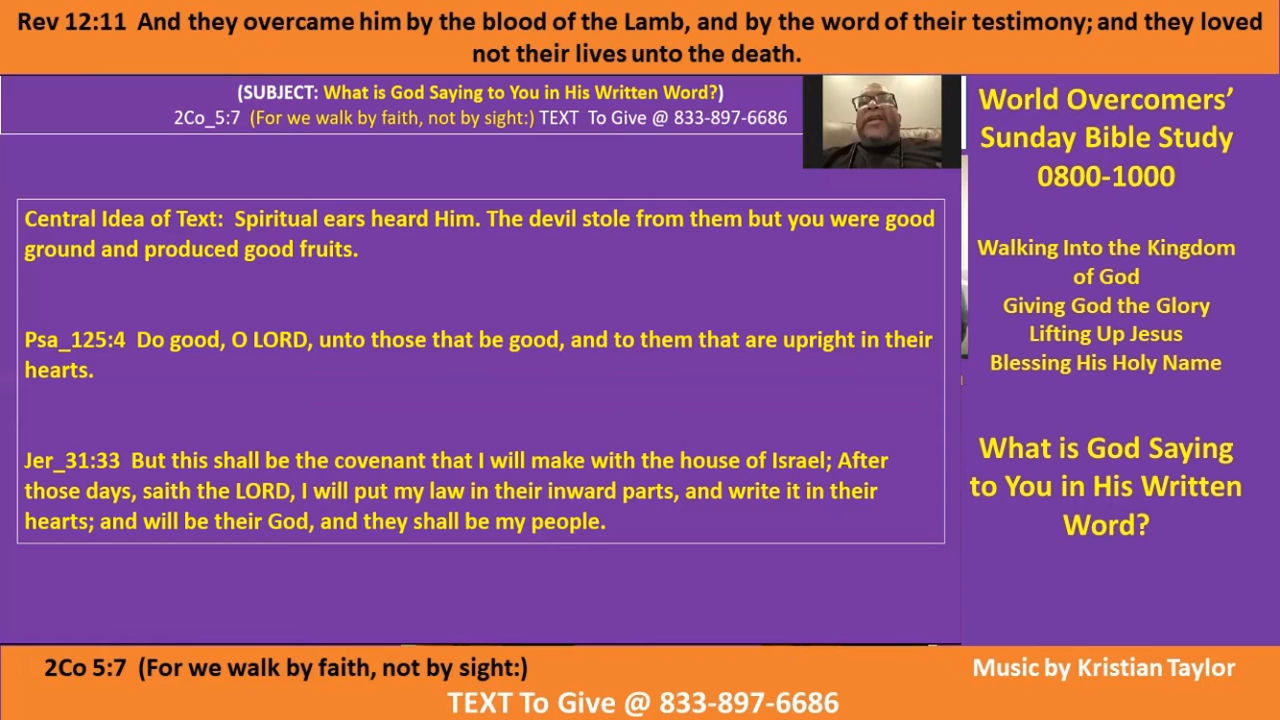 Rev 12:11  And they overcame him by the blood of the Lamb, and by the word of their testimony; and they loved
not their lives unto the death.
(SUBJECT: What is God Saying to You in His Written Word?)
2Co_5:7  (For we walk by faith, not by sight:) TEXT  To Give @ 833-897-6686
Central Idea of Text:  Spiritual ears heard Him. The devil stole from them but you were good
ground and produced good fruits.
Psa_125:4  Do good, O LORD, unto those that be good, and to them that are upright in their
hearts.
Jer_31:33  But this shall be the covenant that I will make with the house of Israel; After
those days, saith the LORD, I will put my law in their inward parts, and write it in their
hearts; and will be their God, and they shall be my people.
World Overcomers’
Sunday Bible Study
0800-1000
Walking Into the Kingdom
of God
Giving God the Glory
Lifting Up Jesus
Blessing His Holy Name
What is God Saying
to You in His Written
Word?
2Co 5:7  (For we walk by faith, not by sight:)
Music by Kristian Taylor
TEXT To Give @ 833-897-6686